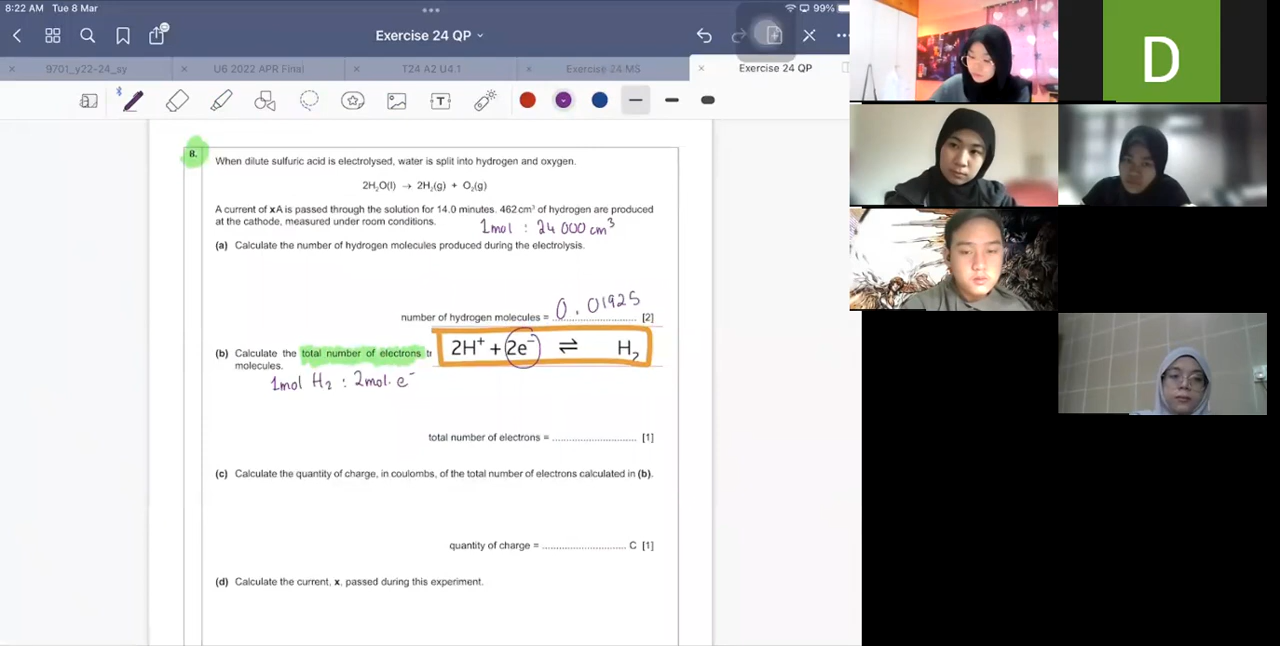 8:22 AM Tue 8 Mar
99%
Exercise 24 QP
9701_y22-24_sy
U6 2022 APR Final
T24 A2 U4.1
Exercise 24 MS
Exercise 24 QP
D
8.
When dilute sulfuric acid is electrolysed, water is split into hydrogen and oxygen.
2H₂O(l) → 2H₂(g) + O₂(g)
A current of xA is passed through the solution for 14.0 minutes. 462 cm³ of hydrogen are produced
at the cathode, measured under room conditions.
1mol : 24 000 cm³
(a) Calculate the number of hydrogen molecules produced during the electrolysis.
number of hydrogen molecules = 0.01925 [2]
(b) Calculate the total number of electrons tr
2H⁺ + 2e⁻ ⇌ H₂
molecules.
1mol H₂ : 2mol. e⁻
total number of electrons = .......................... [1]
(c) Calculate the quantity of charge, in coulombs, of the total number of electrons calculated in (b).
quantity of charge = .......................... C [1]
(d) Calculate the current, x, passed during this experiment.